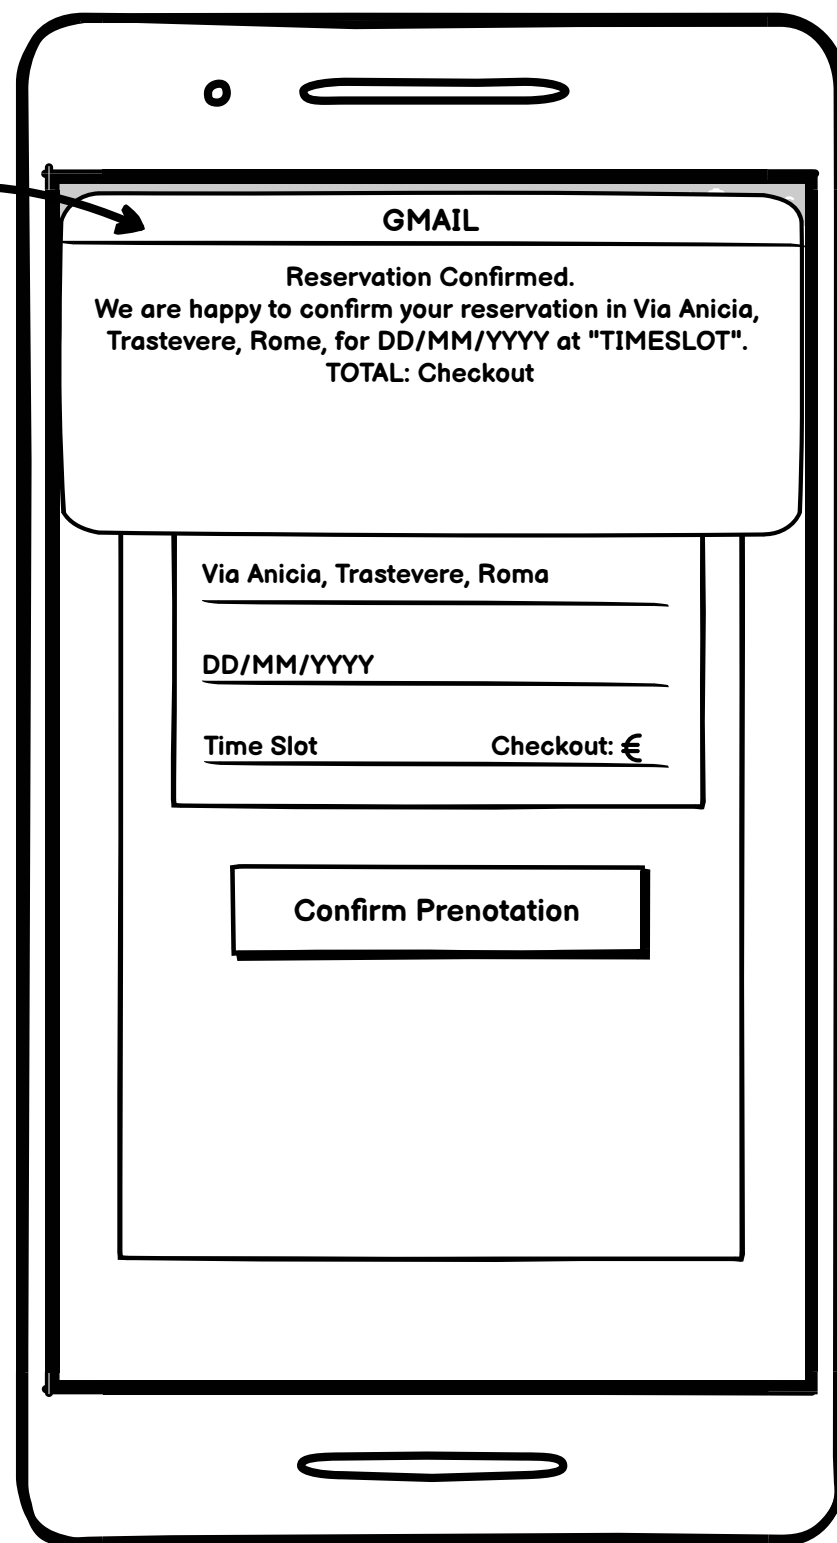 GMAIL
Reservation Confirmed.
We are happy to confirm your reservation in Via Anicia,
Trastevere, Rome, for DD/MM/YYYY at "TIMESLOT".
TOTAL: Checkout
Via Anicia, Trastevere, Roma
DD/MM/YYYY
Time Slot Checkout: €
Confirm Prenotation